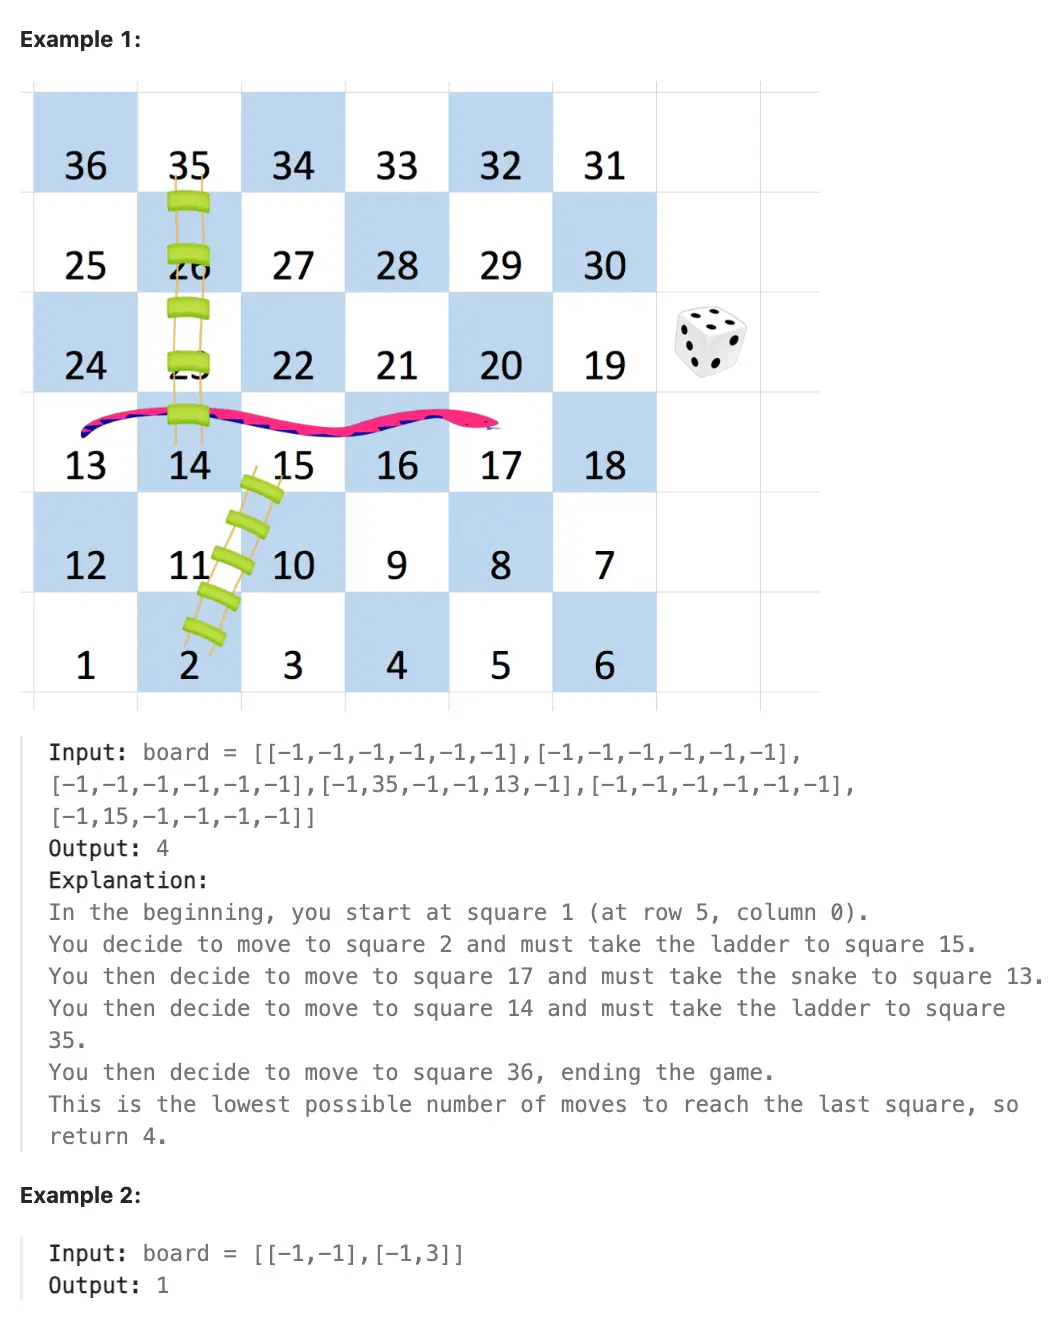 Example 1:
36 35 34 33 32 31
25 26 27 28 29 30
24 23 22 21 20 19
13 14 15 16 17 18
12 11 10 9 8 7
1 2 3 4 5 6
Input: board = [[-1,-1,-1,-1,-1,-1],[-1,-1,-1,-1,-1,-1],
[-1,-1,-1,-1,-1,-1],[-1,35,-1,-1,13,-1],[-1,-1,-1,-1,-1,-1],
[-1,15,-1,-1,-1,-1]]
Output: 4
Explanation:
In the beginning, you start at square 1 (at row 5, column 0).
You decide to move to square 2 and must take the ladder to square 15.
You then decide to move to square 17 and must take the snake to square 13.
You then decide to move to square 14 and must take the ladder to square
35.
You then decide to move to square 36, ending the game.
This is the lowest possible number of moves to reach the last square, so
return 4.
Example 2:
Input: board = [[-1,-1],[-1,3]]
Output: 1